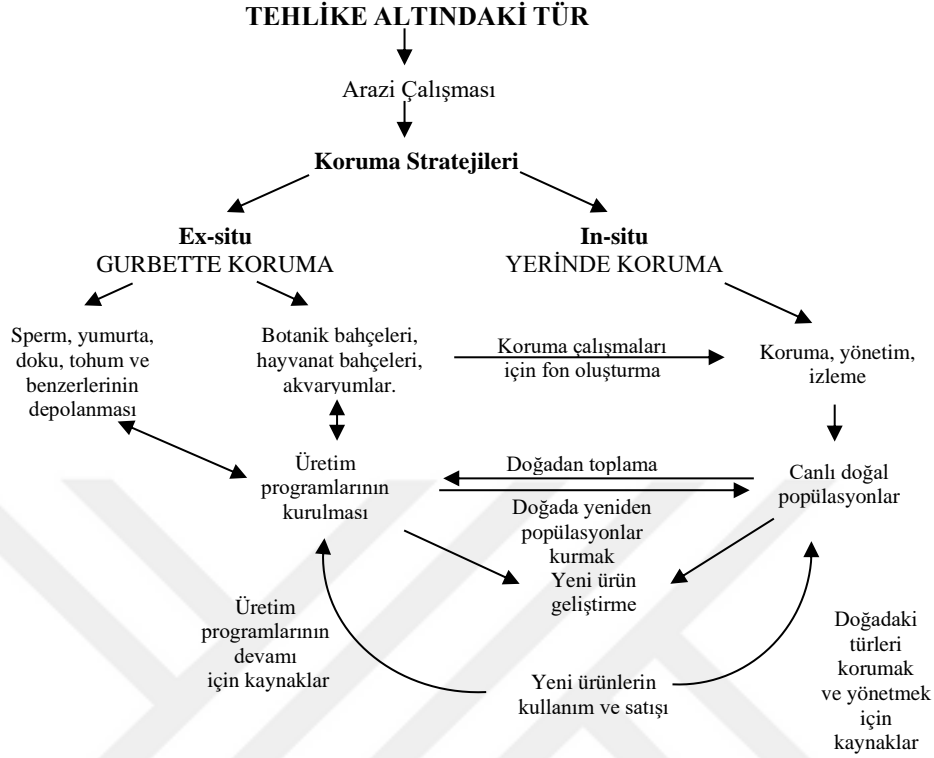 TEHLİKE ALTINDAKİ TÜR
Arazi Çalışması
Koruma Stratejileri
Ex-situ
GURBETTE KORUMA
In-situ
YERİNDE KORUMA
Sperm, yumurta,
doku, tohum ve
benzerlerinin
depolanması
Botanik bahçeleri,
hayvanat bahçeleri,
akvaryumlar.
Koruma çalışmaları
için fon oluşturma
Koruma, yönetim,
izleme
Üretim
programlarının
kurulması
Doğadan toplama
Doğada yeniden
popülasyonlar
kurmak
Canlı doğal
popülasyonlar
Yeni ürün
geliştirme
Üretim
programlarının
devamı
için kaynaklar
Yeni ürünlerin
kullanım ve satışı
Doğadaki
türleri
korumak
ve yönetmek
için
kaynaklar